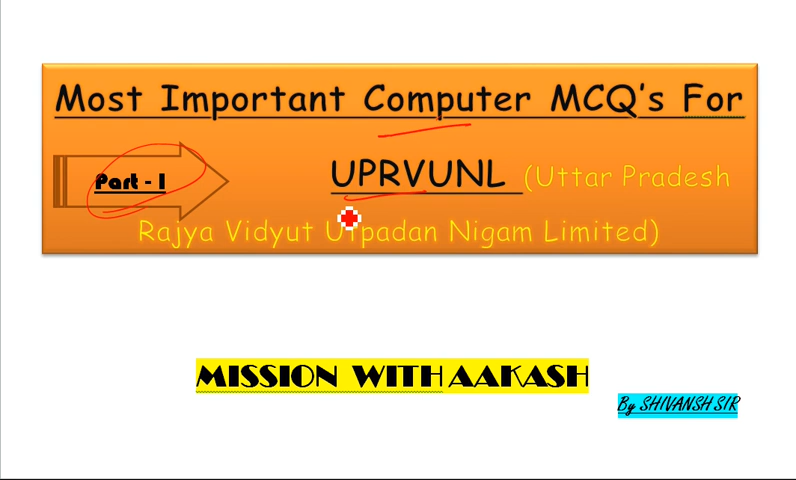 Most Important Computer MCQ's For
Part - I
UPRVUNL (Uttar Pradesh
Rajya Vidyut Utpadan Nigam Limited)
MISSION WITH AAKASH
By SHIVANSH SIR